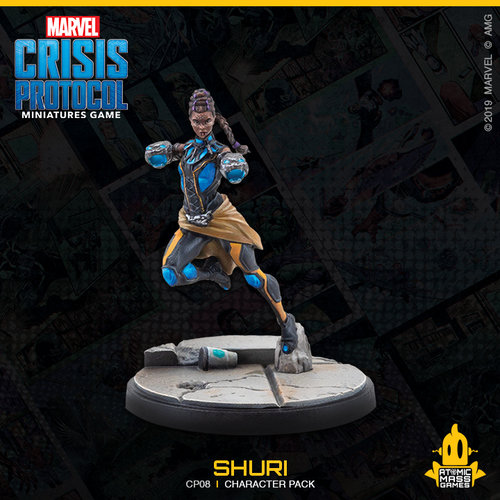 MARVEL
CRISIS
PROTOCOL
MINIATURES GAME
©2019 MARVEL © AMG
SHURI
CP08 | CHARACTER PACK
ATOMIC
MASS
GAMES